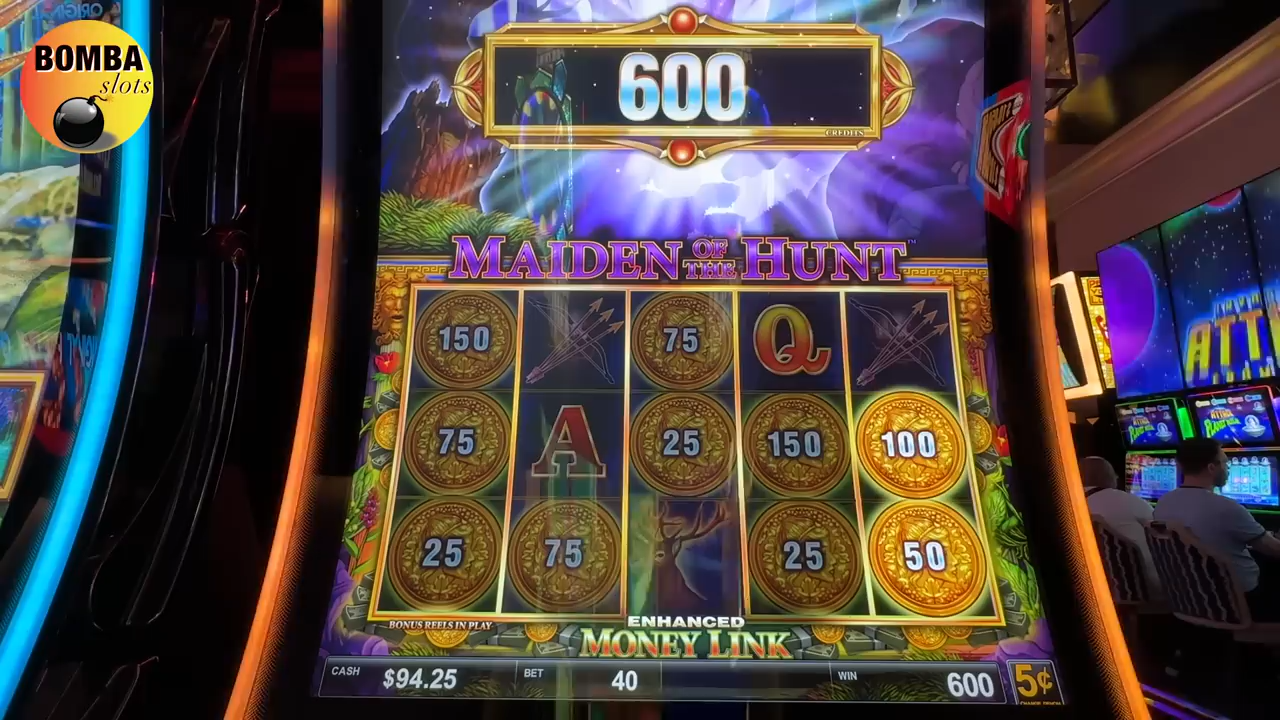 BOMBA
slots
600
CREDITS
MAIDEN OF THE HUNT™
150 75 Q
75 A 25 150 100
25 75 25 50
BONUS REELS IN PLAY
ENHANCED
MONEY LINK
CASH $94.25 BET 40 WIN 600 5¢